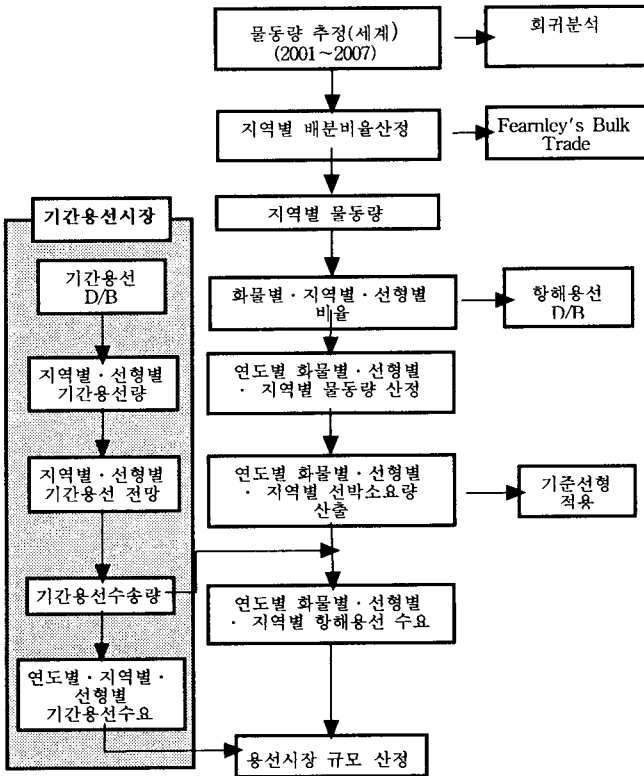 물동량 추정(세계)
(2001~2007)
회귀분석
지역별 배분비율산정
Fearnley's Bulk
Trade
지역별 물동량
기간용선시장
기간용선
D/B
화물별·지역별·선형별
비율
항해용선
D/B
지역별·선형별
기간용선량
연도별 화물별·선형별
·지역별 물동량 산정
지역별·선형별
기간용선 전망
연도별 화물별·선형별
·지역별 선박소요량
산출
기준선형
적용
기간용선수송량
연도별 화물별·선형별
·지역별 항해용선 수요
연도별·지역별·
선형별
기간용선수요
용선시장 규모 산정